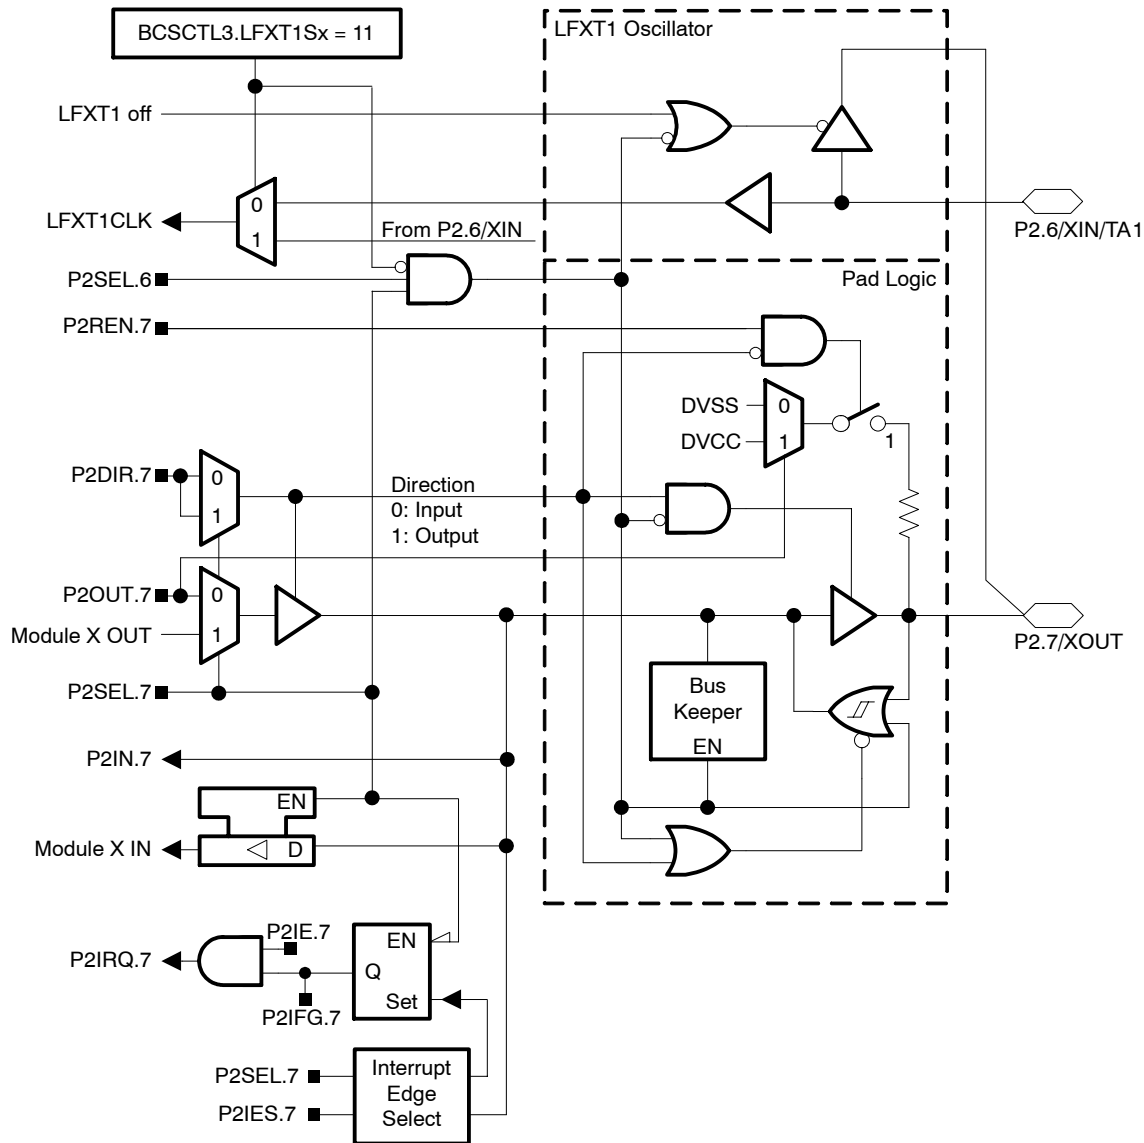 BCSCTL3.LFXT1Sx = 11
LFXT1 Oscillator
LFXT1 off
0
LFXT1CLK
1
From P2.6/XIN
P2.6/XIN/TA1
P2SEL.6
Pad Logic
P2REN.7
DVSS
0
DVCC
1
1
P2DIR.7
0
1
Direction
0: Input
1: Output
P2OUT.7
0
Module X OUT
1
P2.7/XOUT
P2SEL.7
Bus
Keeper
EN
P2IN.7
EN
Module X IN
D
P2IE.7
EN
P2IRQ.7
Q
Set
P2IFG.7
P2SEL.7
P2IES.7
Interrupt
Edge
Select